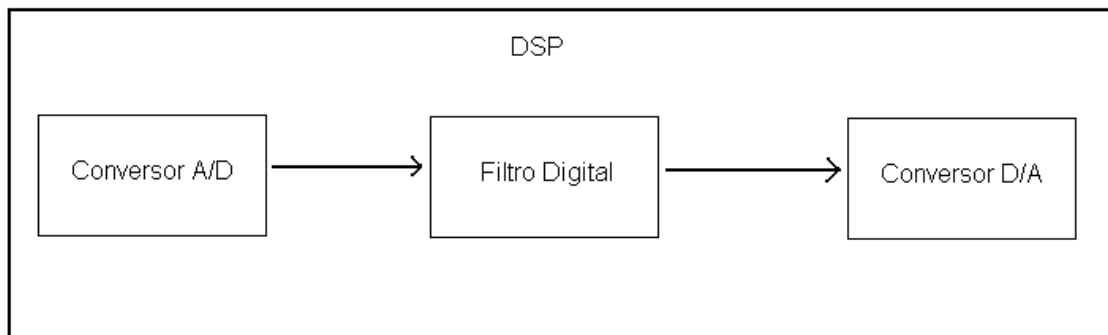 DSP
Conversor A/D
Filtro Digital
Conversor D/A